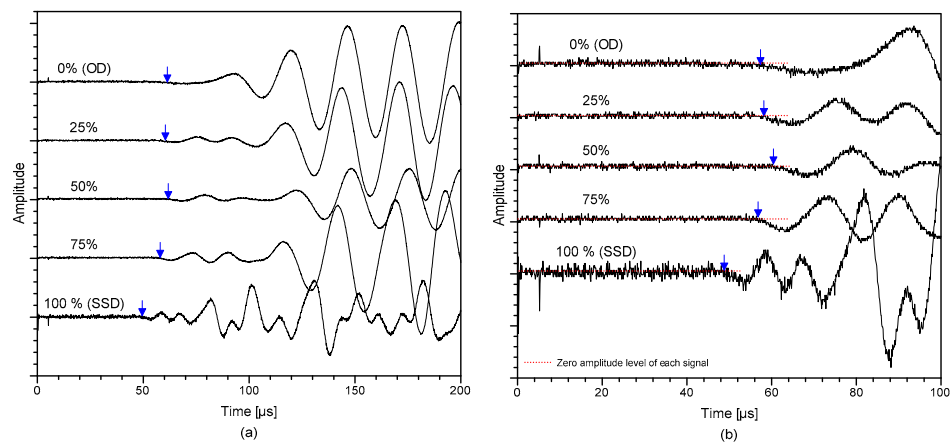 0% (OD)
25%
50%
75%
100 % (SSD)
Amplitude
0
50
100
150
200
Time [µs]
(a)
0% (OD)
25%
50%
75%
100 % (SSD)
Zero amplitude level of each signal
Amplitude
0
20
40
60
80
100
Time [µs]
(b)